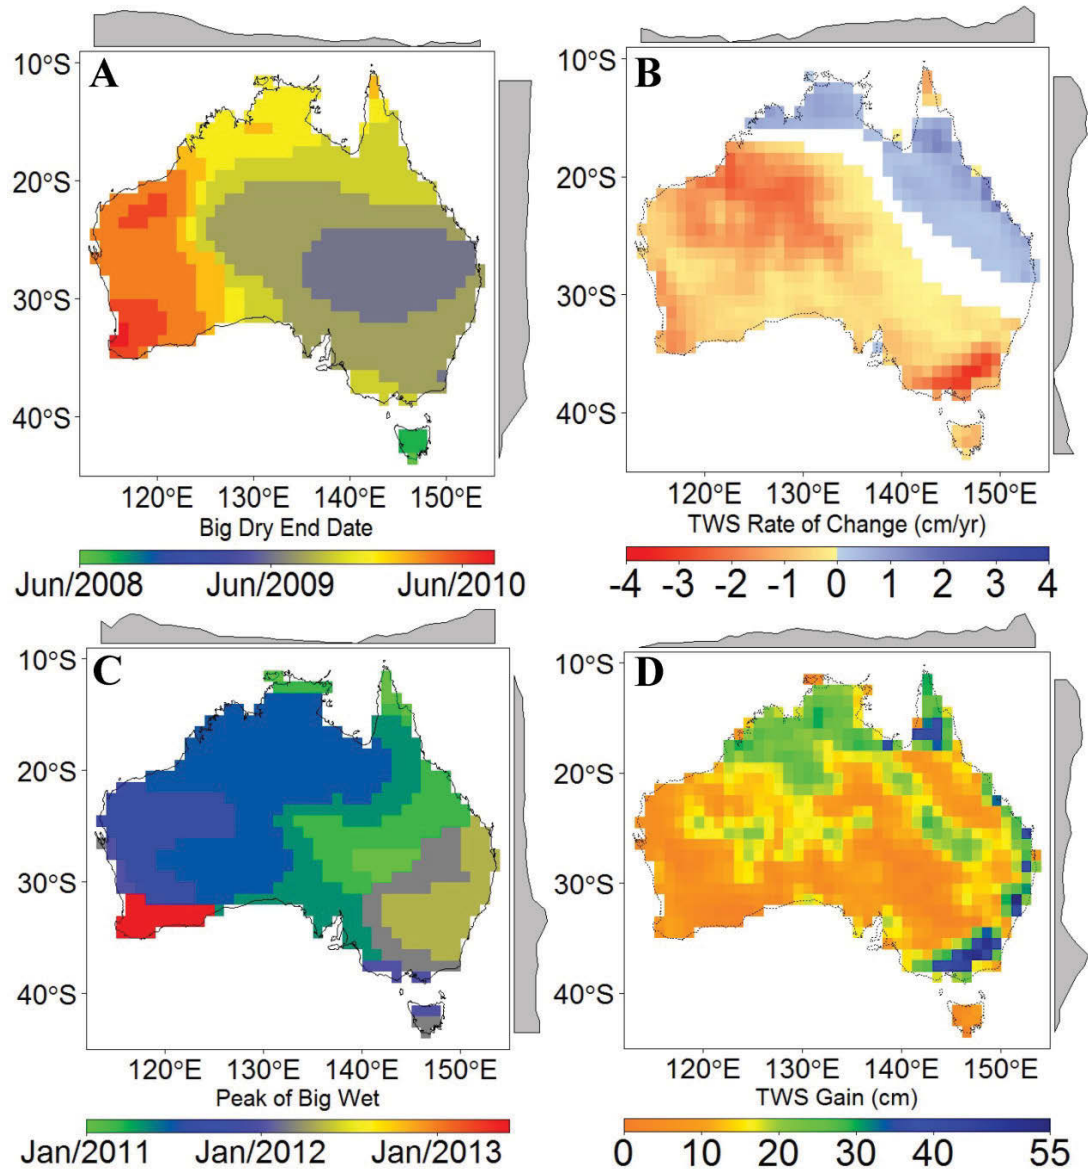 A
B
10°S
20°S
30°S
40°S
10°S
20°S
30°S
40°S
120°E 130°E 140°E 150°E
120°E 130°E 140°E 150°E
Big Dry End Date
TWS Rate of Change (cm/yr)
Jun/2008 Jun/2009 Jun/2010
-4 -3 -2 -1 0 1 2 3 4
C
D
10°S
20°S
30°S
40°S
10°S
20°S
30°S
40°S
120°E 130°E 140°E 150°E
120°E 130°E 140°E 150°E
Peak of Big Wet
TWS Gain (cm)
Jan/2011 Jan/2012 Jan/2013
0 10 20 30 40 55